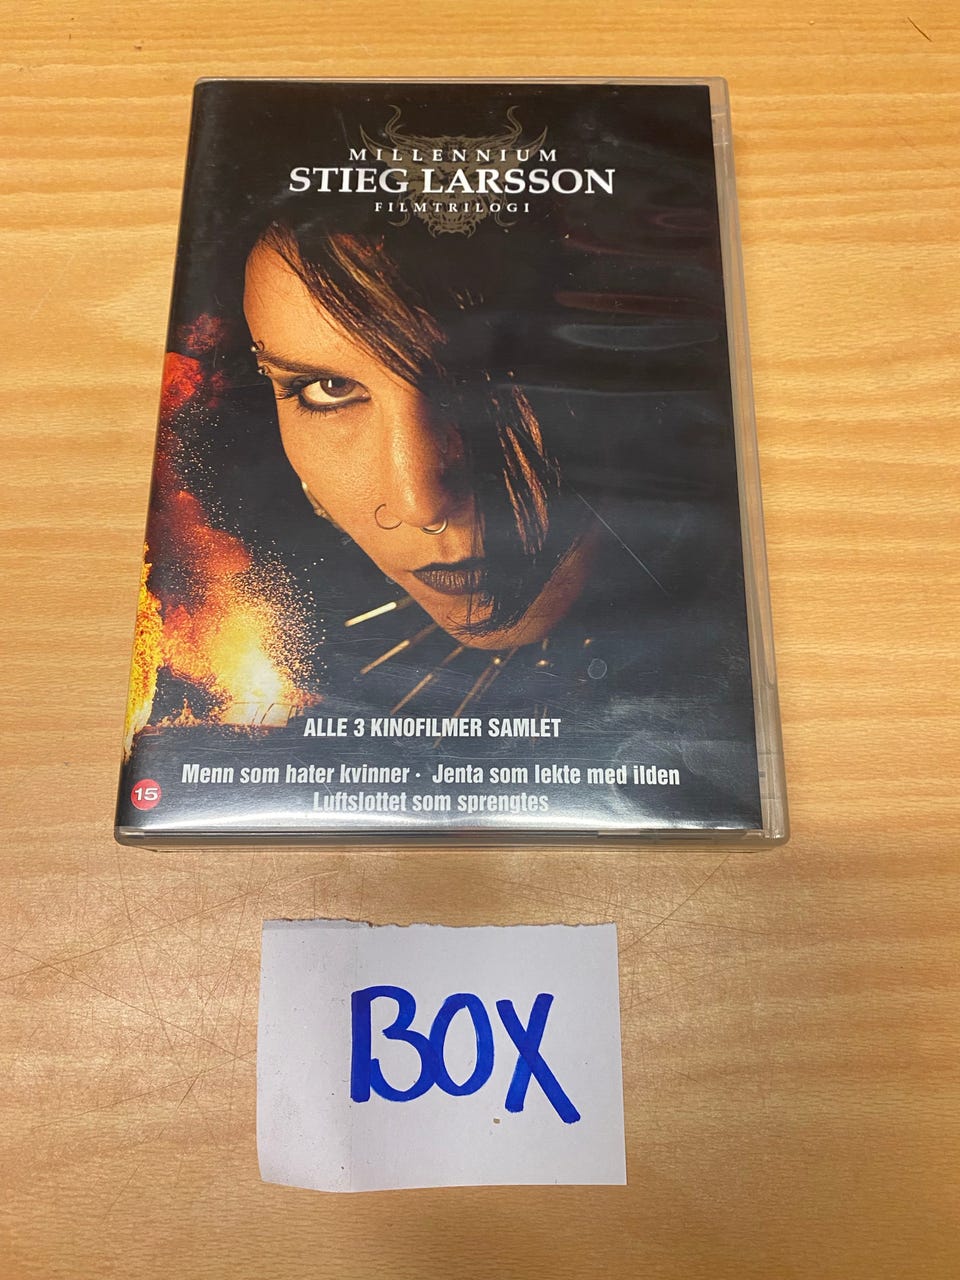 MILLENNIUM
STIEG LARSSON
FILMTRILOGI
ALLE 3 KINOFILMER SAMLET
Menn som hater kvinner · Jenta som lekte med ilden
Luftslottet som sprengtes
15
BOX